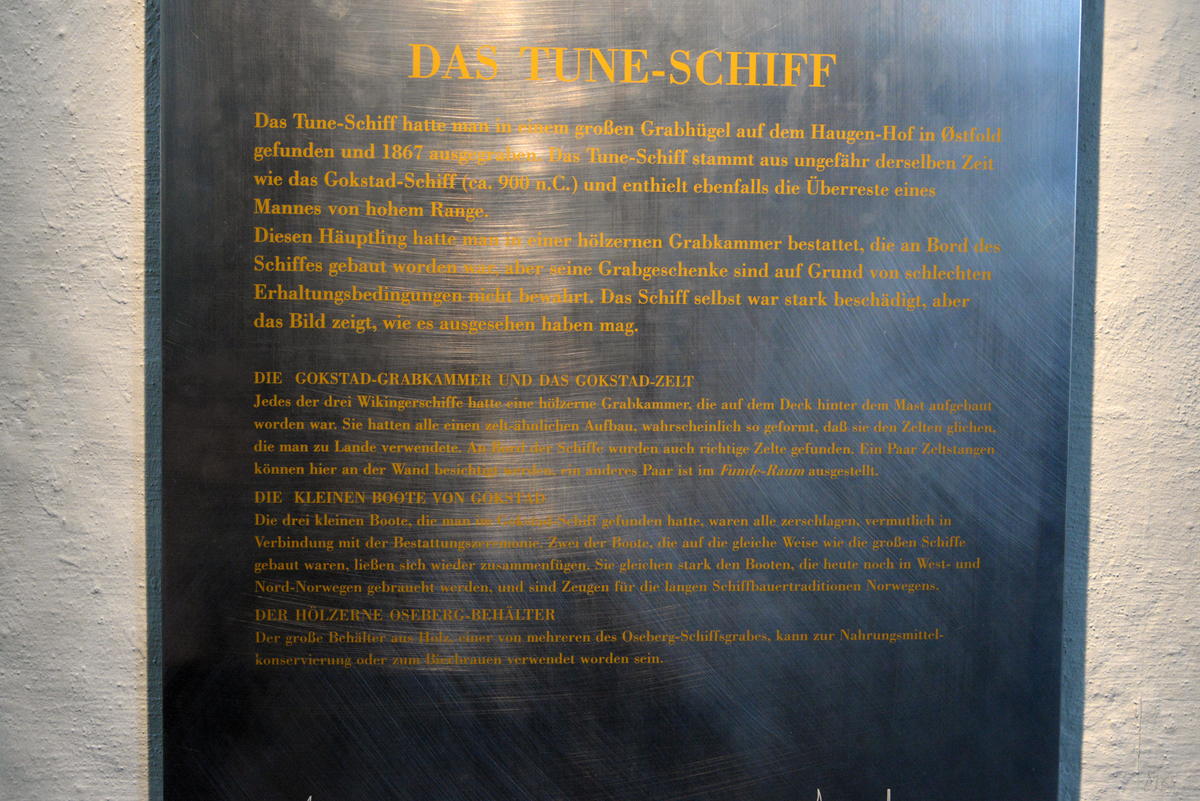 DAS TUNE-SCHIFF
Das Tune-Schiff hatte man in einem großen Grabhügel auf dem Haugen-Hof in Østfold
gefunden und 1867 ausgegraben. Das Tune-Schiff stammt aus ungefähr derselben Zeit
wie das Gokstad-Schiff (ca. 900 n.C.) und enthielt ebenfalls die Überreste eines
Mannes von hohem Range.
Diesen Häuptling hatte man in einer hölzernen Grabkammer bestattet, die an Bord des
Schiffes gebaut worden war, aber seine Grabgeschenke sind auf Grund von schlechten
Erhaltungsbedingungen nicht bewahrt. Das Schiff selbst war stark beschädigt, aber
das Bild zeigt, wie es ausgesehen haben mag.
DIE GOKSTAD-GRABKAMMER UND DAS GOKSTAD-ZELT
Jedes der drei Wikingerschiffe hatte eine hölzerne Grabkammer, die auf dem Deck hinter dem Mast aufgebaut
worden war. Sie hatten alle einen zelt-ähnlichen Aufbau, wahrscheinlich so geformt, daß sie den Zelten glichen,
die man zu Lande verwendete. An Bord der Schiffe wurden auch richtige Zelte gefunden. Ein Paar Zeltstangen
können hier an der Wand besichtigt werden, ein anderes Paar ist im Funde-Raum ausgestellt.
DIE KLEINEN BOOTE VON GOKSTAD
Die drei kleinen Boote, die man im Gokstad-Schiff gefunden hatte, waren alle zerschlagen, vermutlich in
Verbindung mit der Bestattungszeremonie. Zwei der Boote, die auf die gleiche Weise wie die großen Schiffe
gebaut waren, ließen sich wieder zusammenfügen. Sie gleichen stark den Booten, die heute noch in West- und
Nord-Norwegen gebraucht werden, und sind Zeugen für die langen Schiffbauertraditionen Norwegens.
DER HÖLZERNE OSEBERG-BEHÄLTER
Der große Behälter aus Holz, einer von mehreren des Oseberg-Schiffsgrabes, kann zur Nahrungsmittel-
konservierung oder zum Bierbrauen verwendet worden sein.